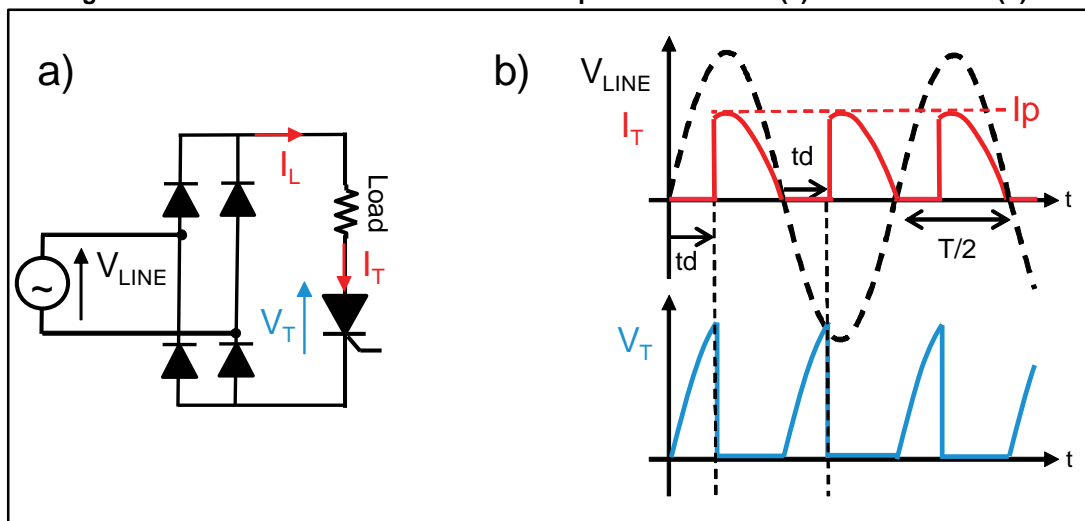 a)
I_L
Load
V_LINE
I_T
V_T
~
b)
V_LINE
I_T
Ip
td
t
td
T/2
V_T
t